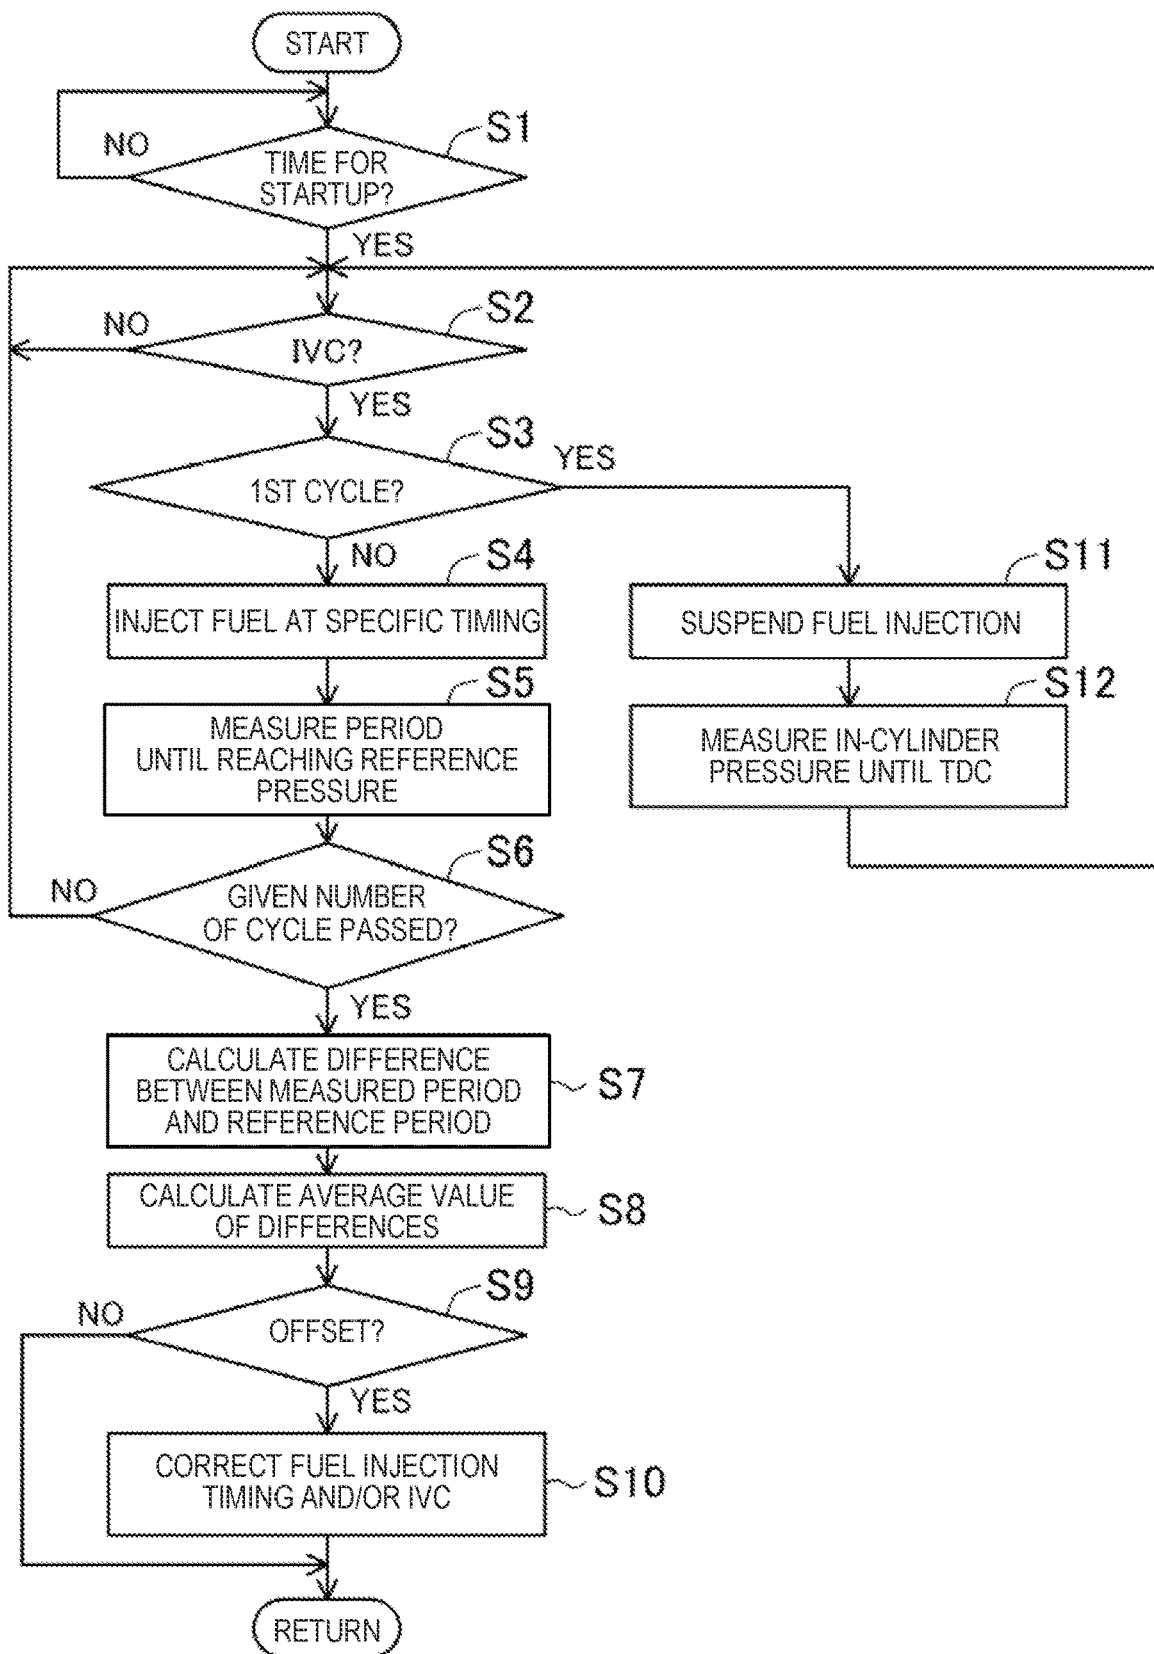 START
NO
S1
TIME FOR
STARTUP?
YES
NO
S2
IVC?
YES
S3
YES
1ST CYCLE?
NO
S4
S11
INJECT FUEL AT SPECIFIC TIMING
SUSPEND FUEL INJECTION
S5
S12
MEASURE PERIOD
UNTIL REACHING REFERENCE
PRESSURE
MEASURE IN-CYLINDER
PRESSURE UNTIL TDC
S6
NO
GIVEN NUMBER
OF CYCLE PASSED?
YES
CALCULATE DIFFERENCE
BETWEEN MEASURED PERIOD
AND REFERENCE PERIOD
S7
CALCULATE AVERAGE VALUE
OF DIFFERENCES
S8
S9
NO
OFFSET?
YES
CORRECT FUEL INJECTION
TIMING AND/OR IVC
S10
RETURN